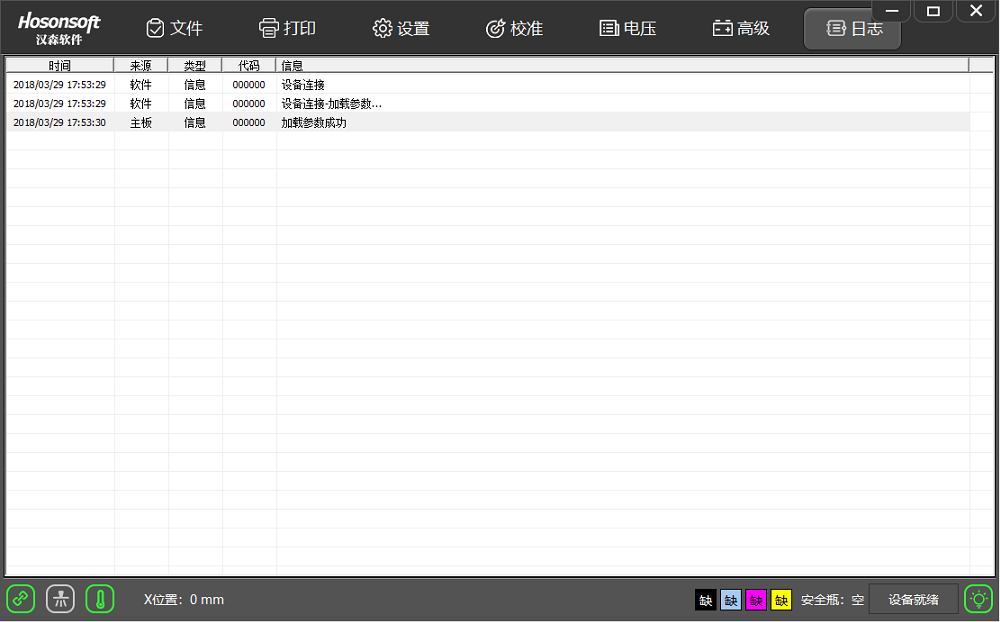 Hosonsoft
汉森软件
文件 打印 设置 校准 电压 高级 日志
时间 来源 类型 代码 信息
2018/03/29 17:53:29 软件 信息 000000 设备连接
2018/03/29 17:53:29 软件 信息 000000 设备连接-加载参数...
2018/03/29 17:53:30 主板 信息 000000 加载参数成功
X位置: 0 mm 缺 缺 缺 缺 安全瓶: 空 设备就绪